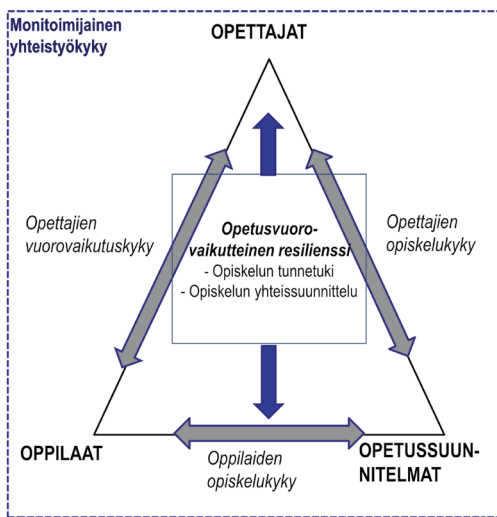 Monitoimijainen
yhteistyökyky
OPETTAJAT
Opettajien
vuorovaikutuskyky
Opetusvuoro-
vaikutteinen resilienssi
- Opiskelun tunnetuki
- Opiskelun yhteissuunnittelu
Opettajien
opiskelukyky
OPPILAAT
Oppilaiden
opiskelukyky
OPETUSSUUN-
NITELMAT